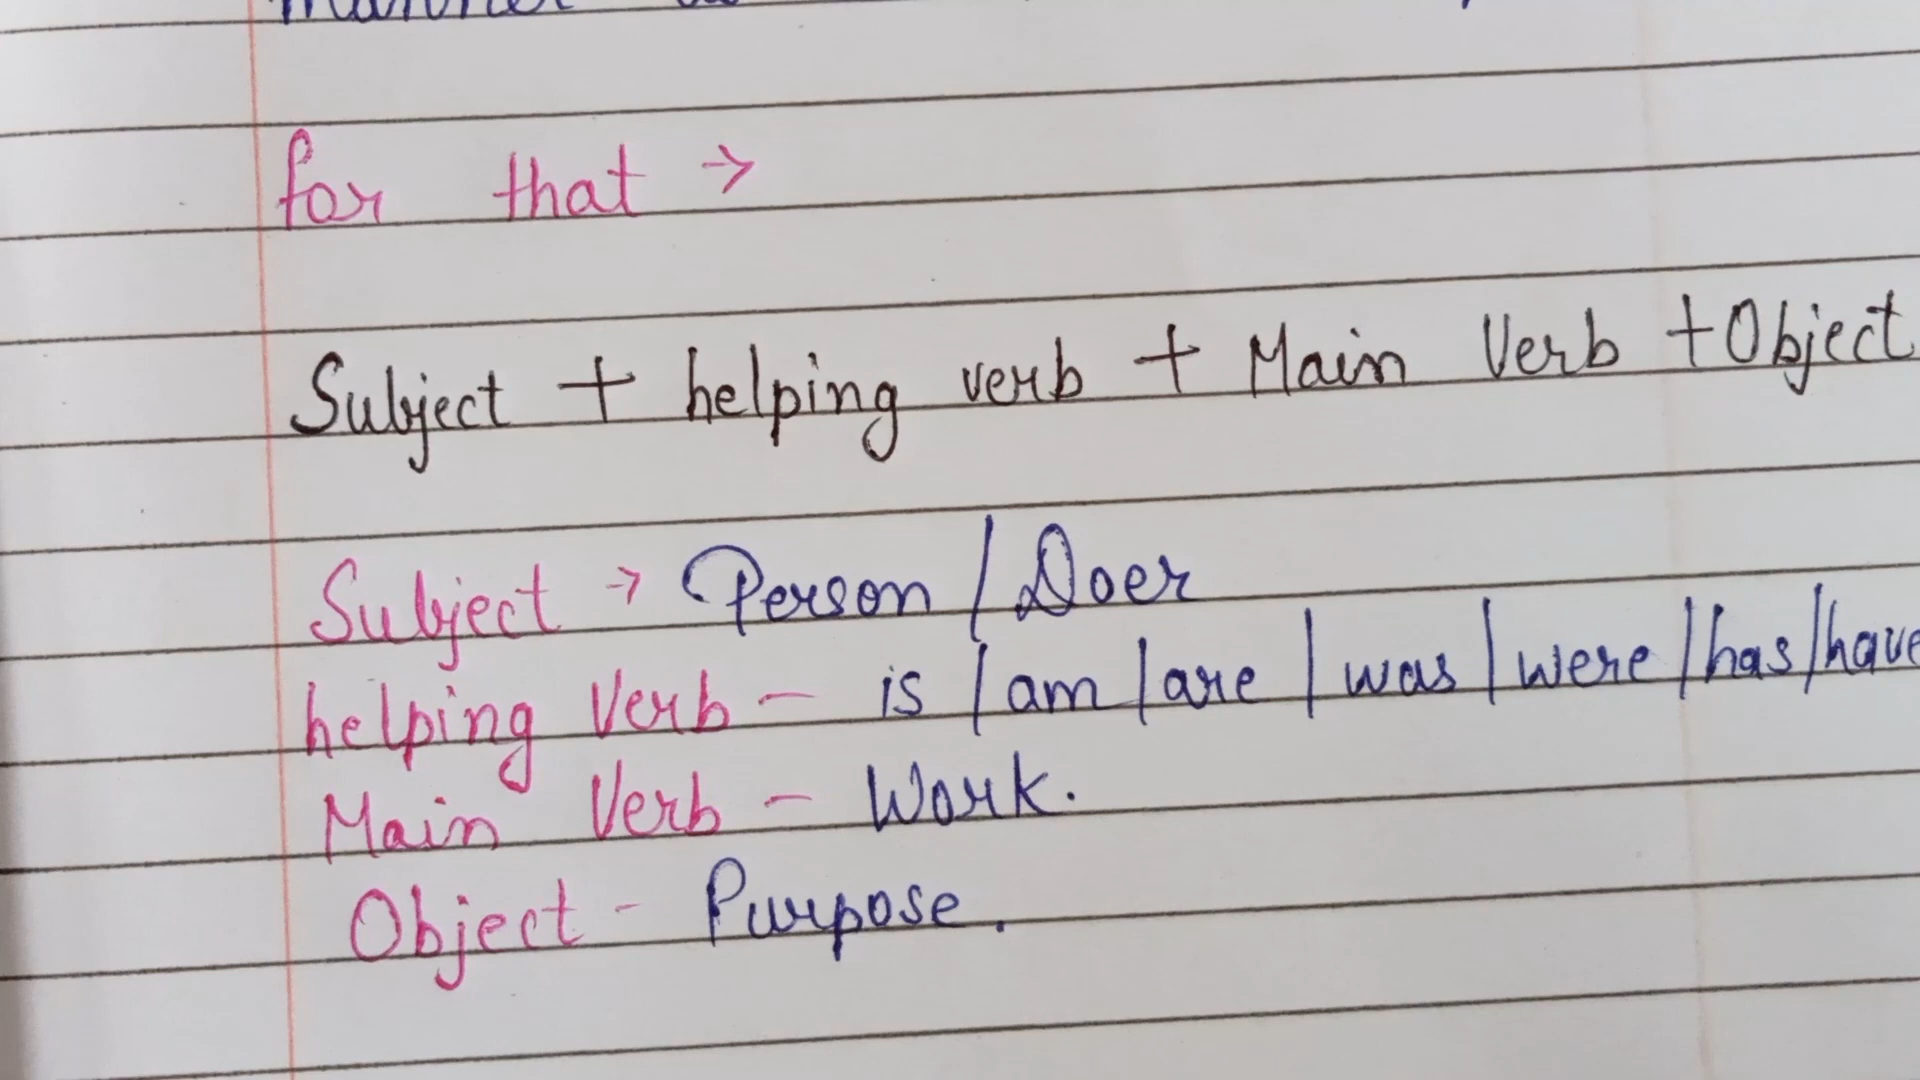 for that →
Subject + helping verb + Main Verb + Object
Subject → Person / Doer
helping Verb - is / am / are / was / were / has / have
Main Verb - Work.
Object - Purpose.